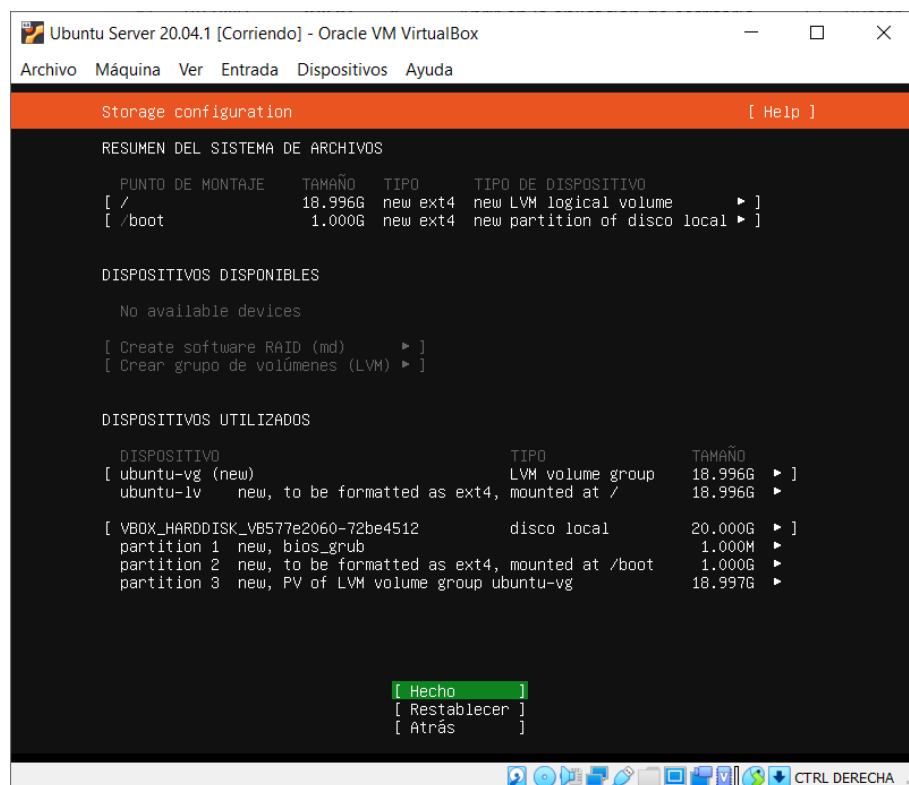 Ubuntu Server 20.04.1 [Corriendo] - Oracle VM VirtualBox
Archivo Máquina Ver Entrada Dispositivos Ayuda
Storage configuration [ Help ]
RESUMEN DEL SISTEMA DE ARCHIVOS
PUNTO DE MONTAJE TAMAÑO TIPO TIPO DE DISPOSITIVO
[ / 18.996G new ext4 new LVM logical volume ▸ ]
[ /boot 1.000G new ext4 new partition of disco local ▸ ]
DISPOSITIVOS DISPONIBLES
No available devices
[ Create software RAID (md) ▸ ]
[ Crear grupo de volúmenes (LVM) ▸ ]
DISPOSITIVOS UTILIZADOS
DISPOSITIVO TIPO TAMAÑO
[ ubuntu-vg (new) LVM volume group 18.996G ▸ ]
ubuntu-lv new, to be formatted as ext4, mounted at / 18.996G ▸
[ VBOX_HARDDISK_VB577e2060-72be4512 disco local 20.000G ▸ ]
partition 1 new, bios_grub 1.000M ▸
partition 2 new, to be formatted as ext4, mounted at /boot 1.000G ▸
partition 3 new, PV of LVM volume group ubuntu-vg 18.997G ▸
[ Hecho ]
[ Restablecer ]
[ Atrás ]
CTRL DERECHA